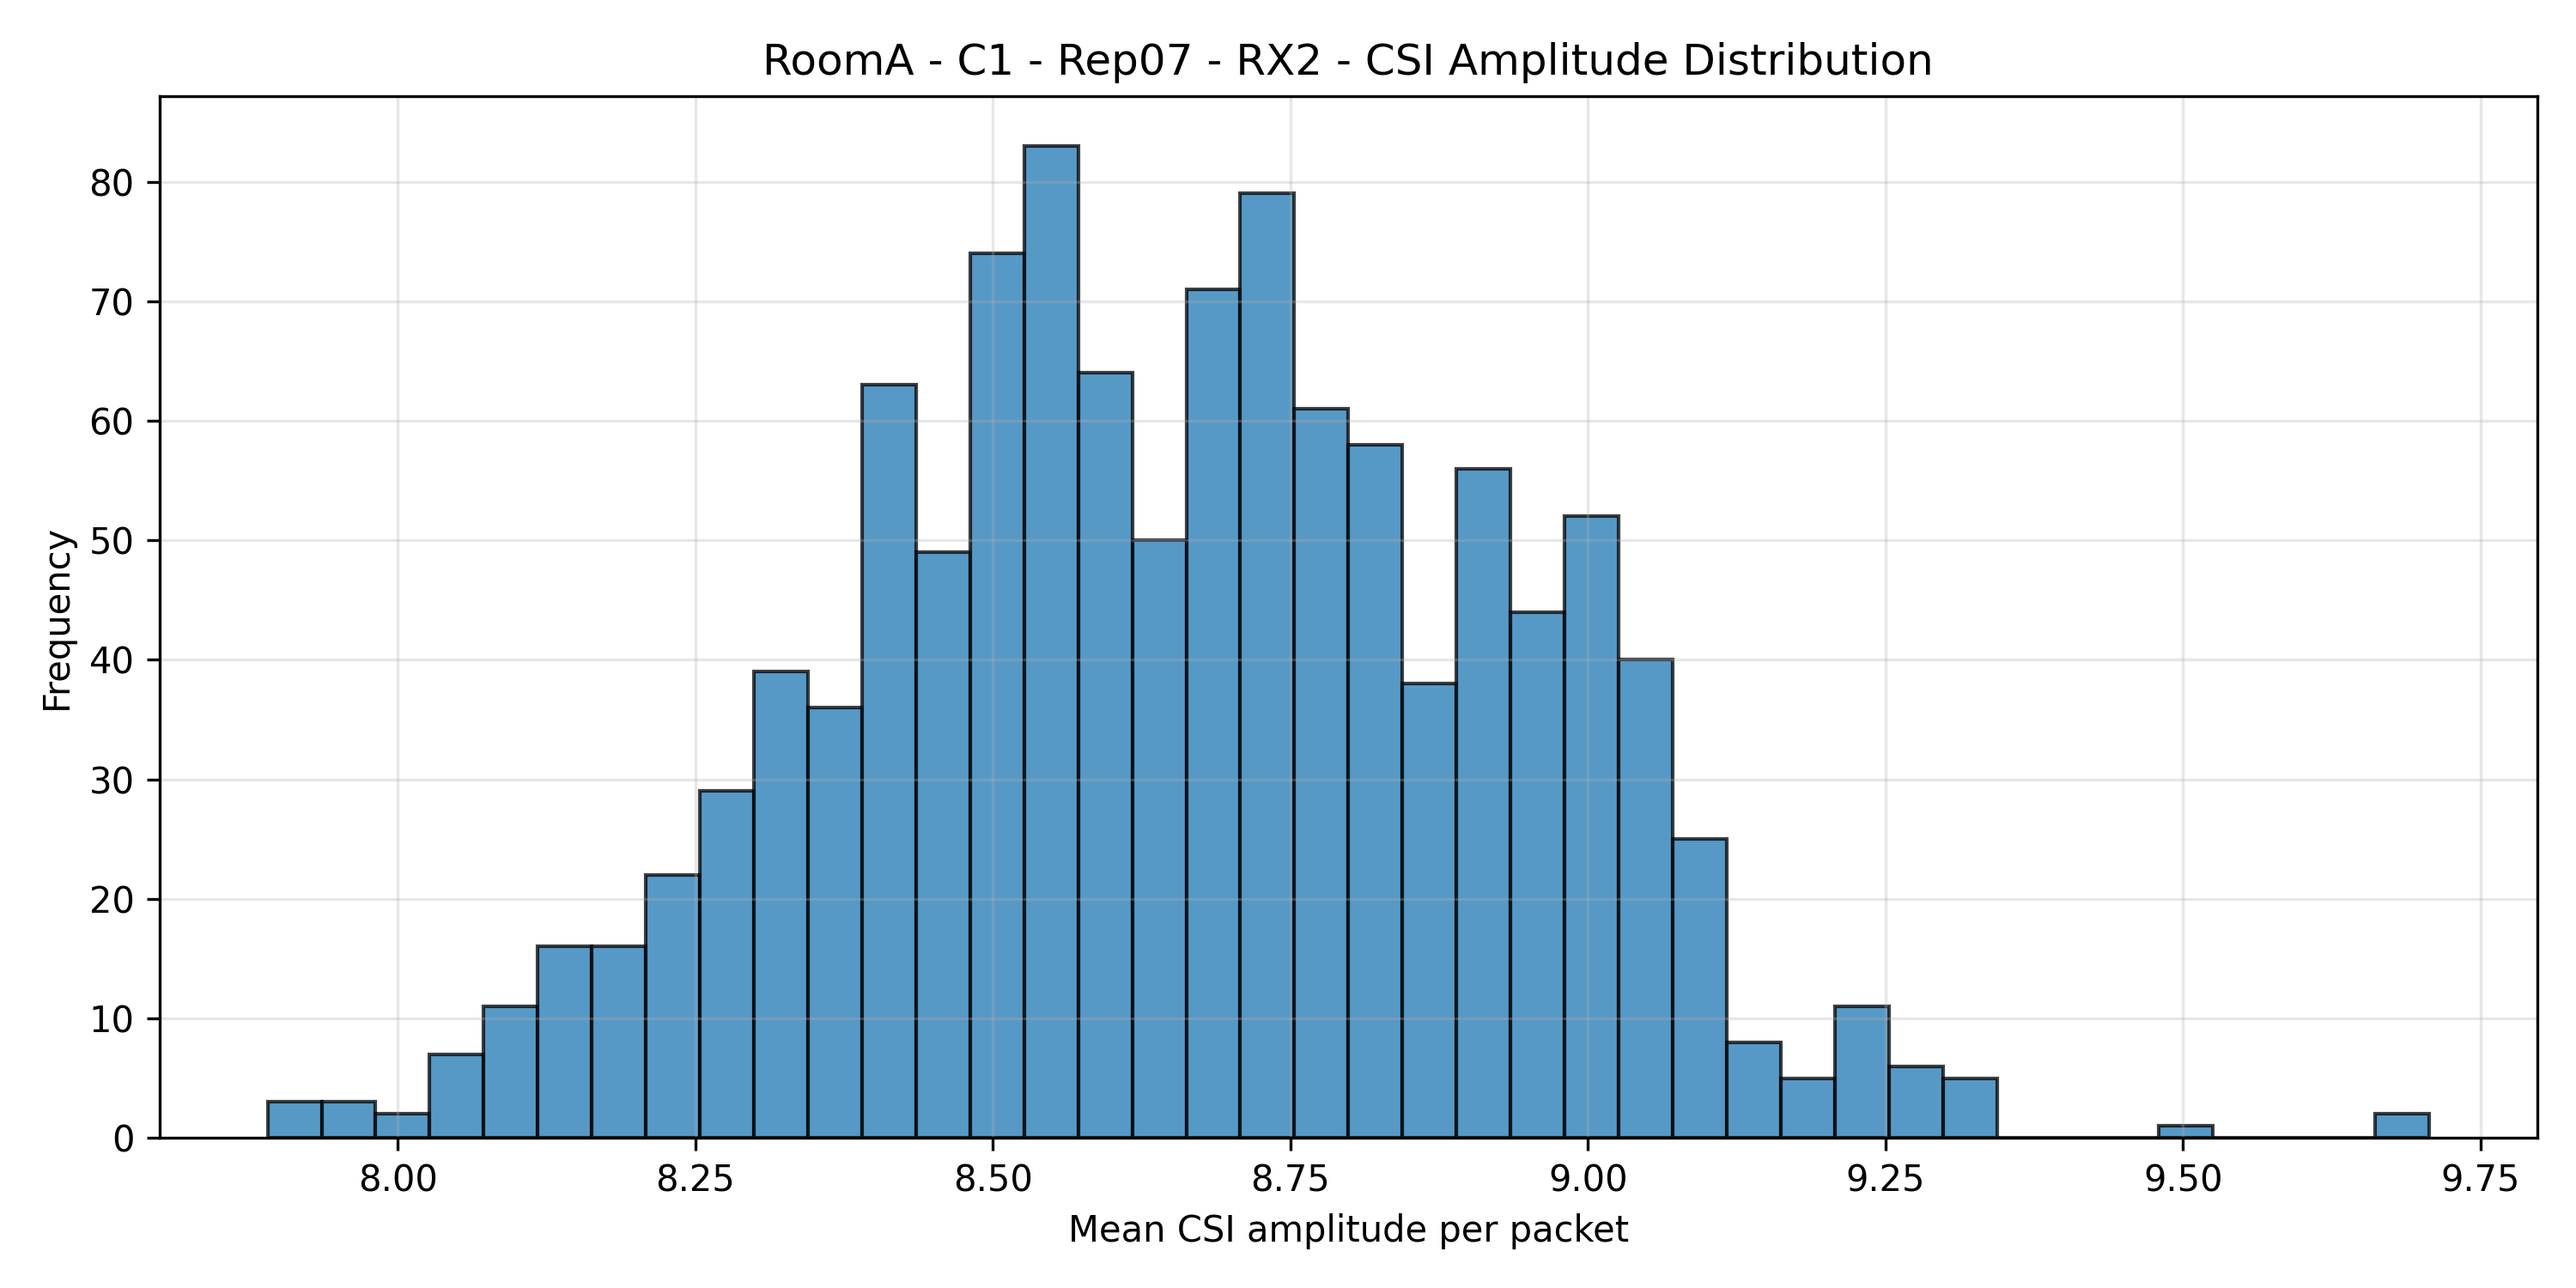 RoomA - C1 - Rep07 - RX2 - CSI Amplitude Distribution
Frequency
80
70
60
50
40
30
20
10
0
8.00 8.25 8.50 8.75 9.00 9.25 9.50 9.75
Mean CSI amplitude per packet